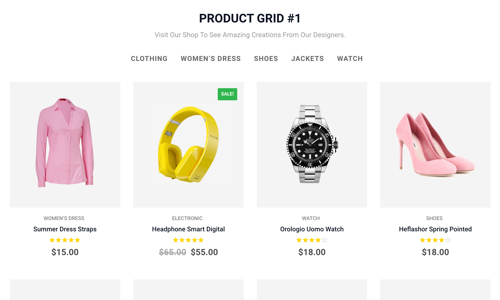 PRODUCT GRID #1
Visit Our Shop To See Amazing Creations From Our Designers.
CLOTHING WOMEN'S DRESS SHOES JACKETS WATCH
SALE!
WOMEN'S DRESS ELECTRONIC WATCH SHOES
Summer Dress Straps Headphone Smart Digital Orologio Uomo Watch Heflashor Spring Pointed
$15.00 $65.00 $55.00 $18.00 $18.00